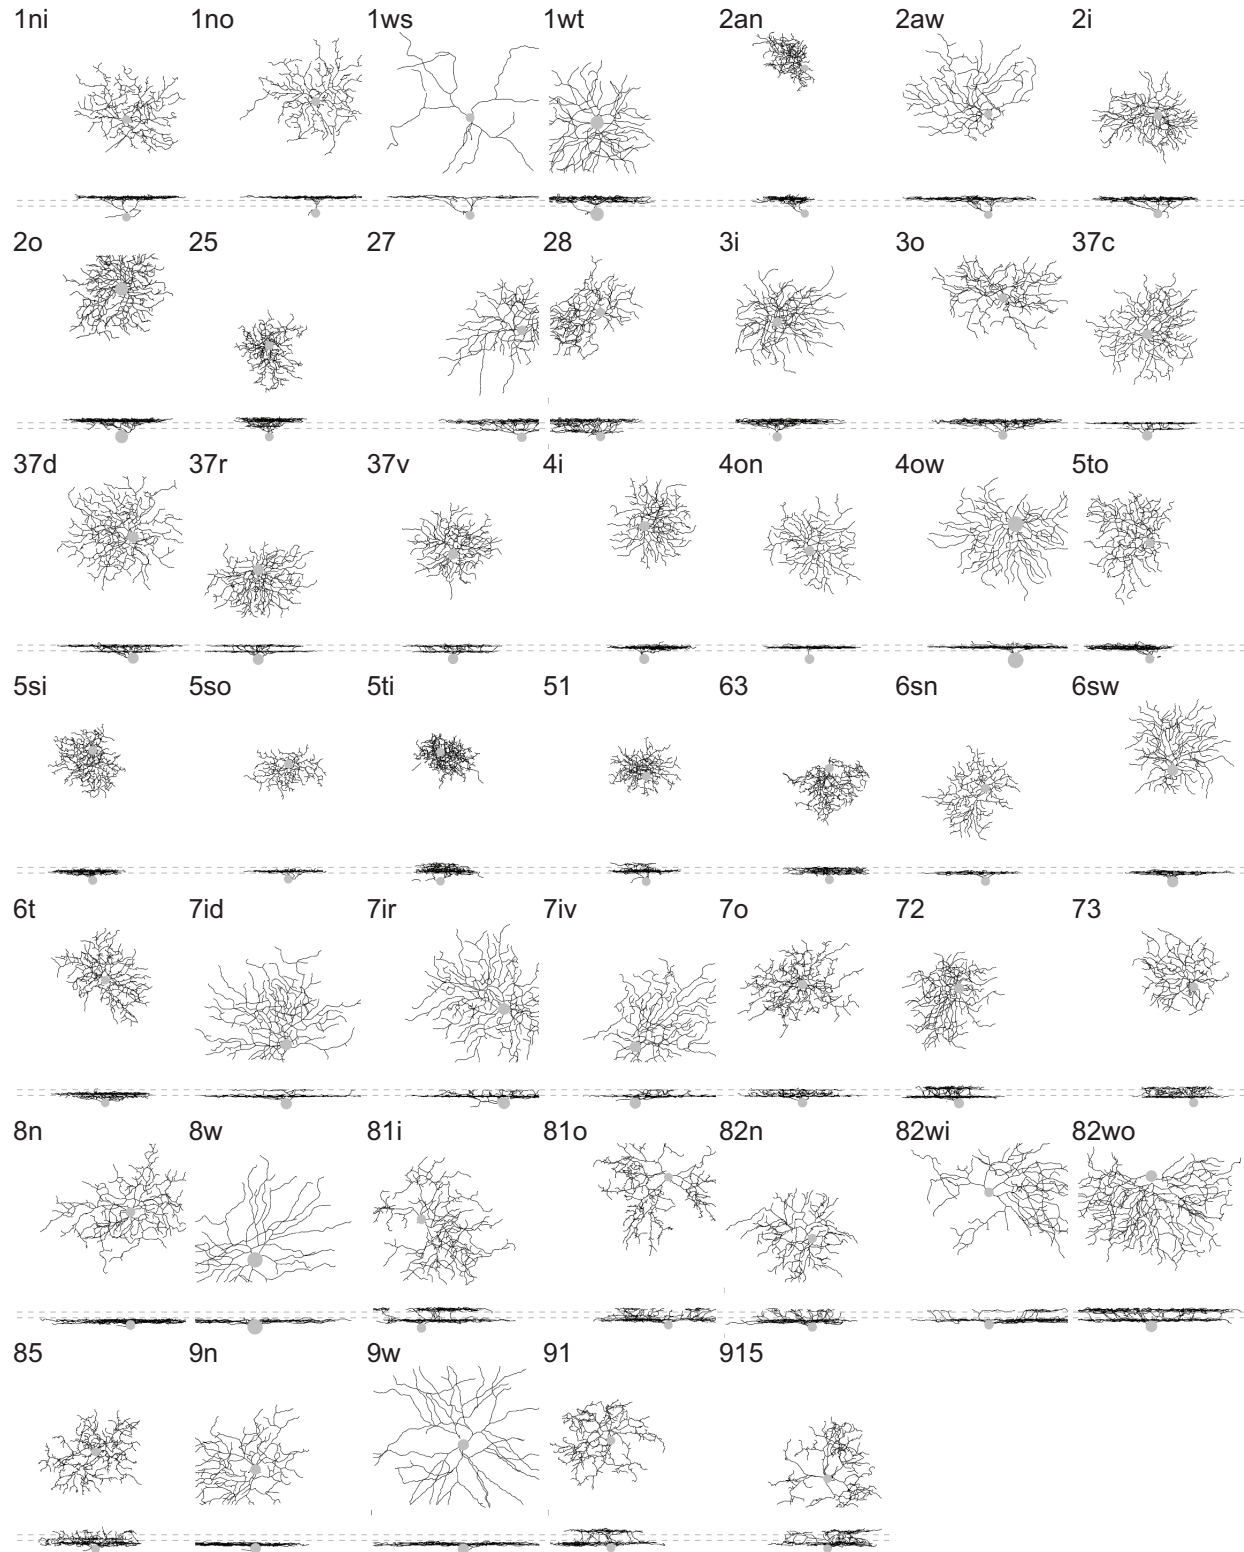 1ni 1no 1ws 1wt 2an 2aw 2i
2o 25 27 28 3i 3o 37c
37d 37r 37v 4i 4on 4ow 5to
5si 5so 5ti 51 63 6sn 6sw
6t 7id 7ir 7iv 7o 72 73
8n 8w 81i 81o 82n 82wi 82wo
85 9n 9w 91 915